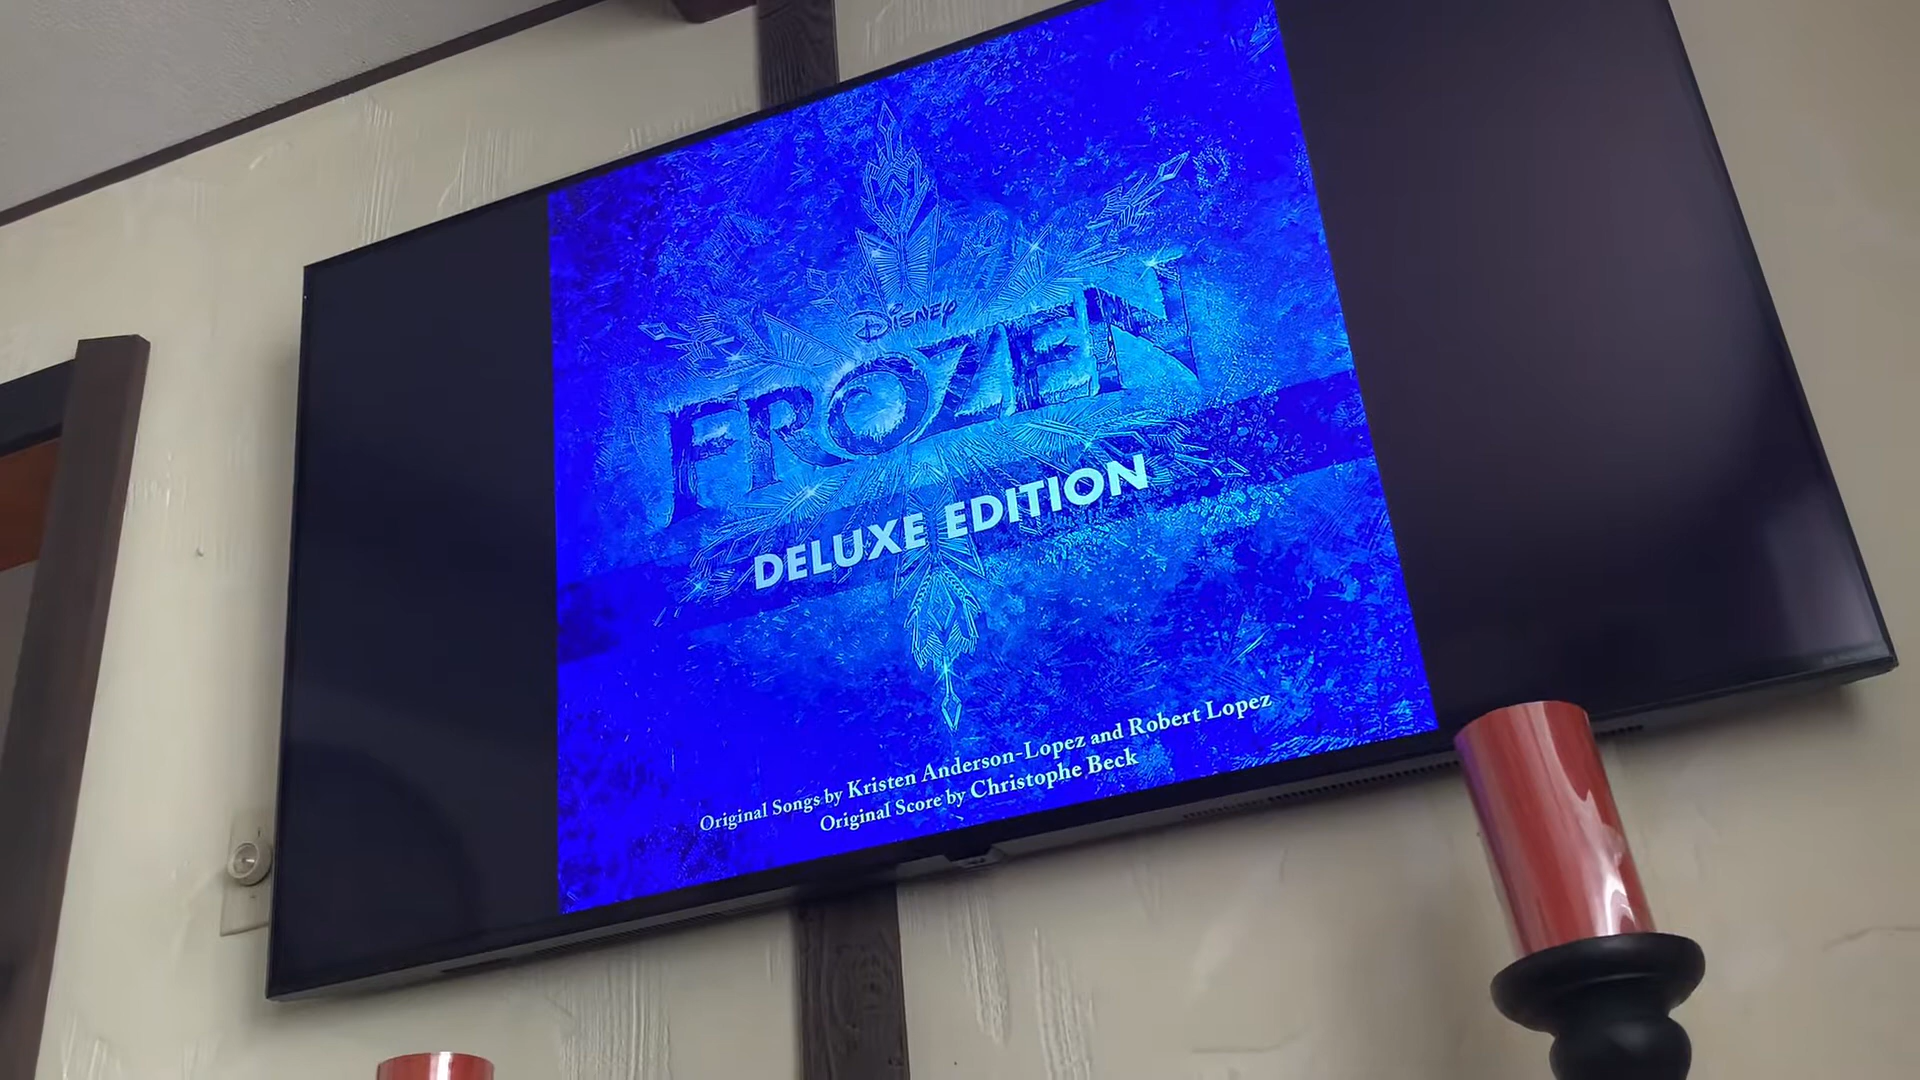 Disney
FROZEN
DELUXE EDITION
Original Songs by Kristen Anderson-Lopez and Robert Lopez
Original Score by Christophe Beck